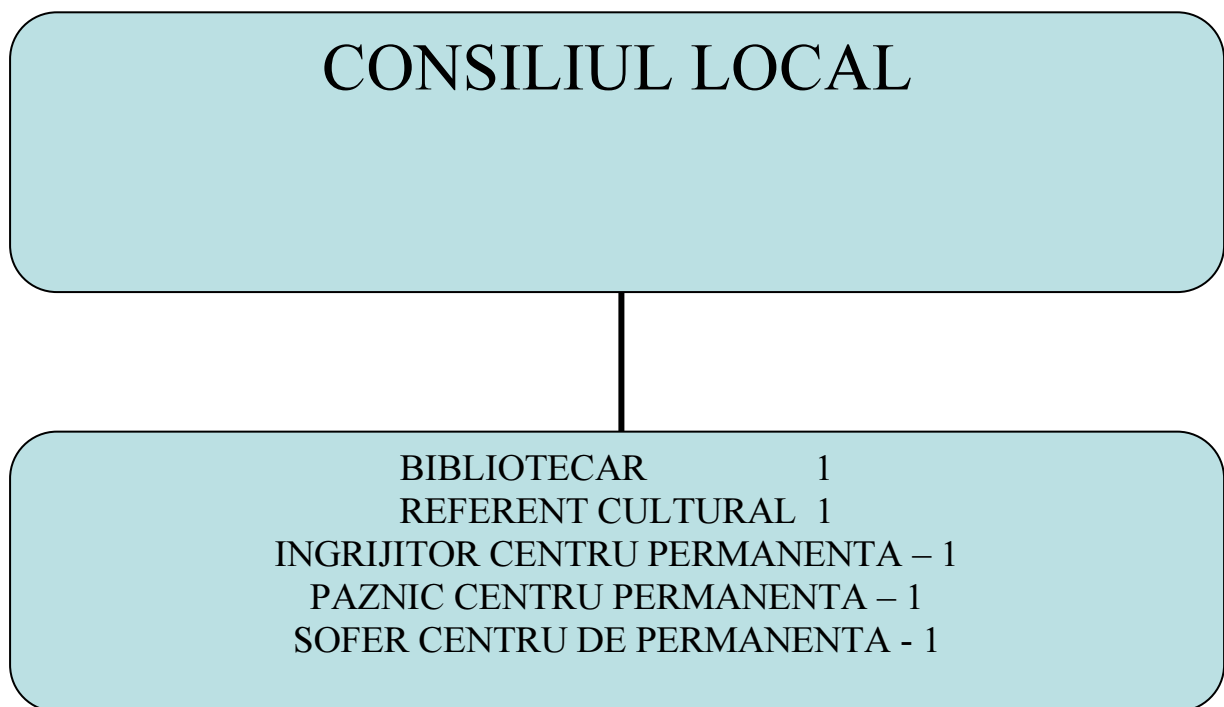 CONSILIUL LOCAL
BIBLIOTECAR 1
REFERENT CULTURAL 1
INGRIJITOR CENTRU PERMANENTA – 1
PAZNIC CENTRU PERMANENTA – 1
SOFER CENTRU DE PERMANENTA - 1